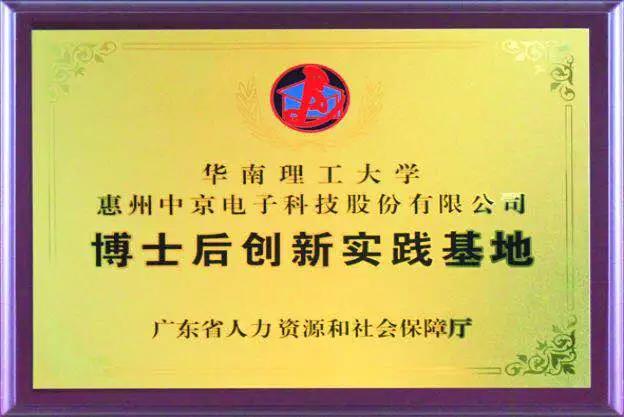 华南理工大学
惠州中京电子科技股份有限公司
博士后创新实践基地
广东省人力资源和社会保障厅